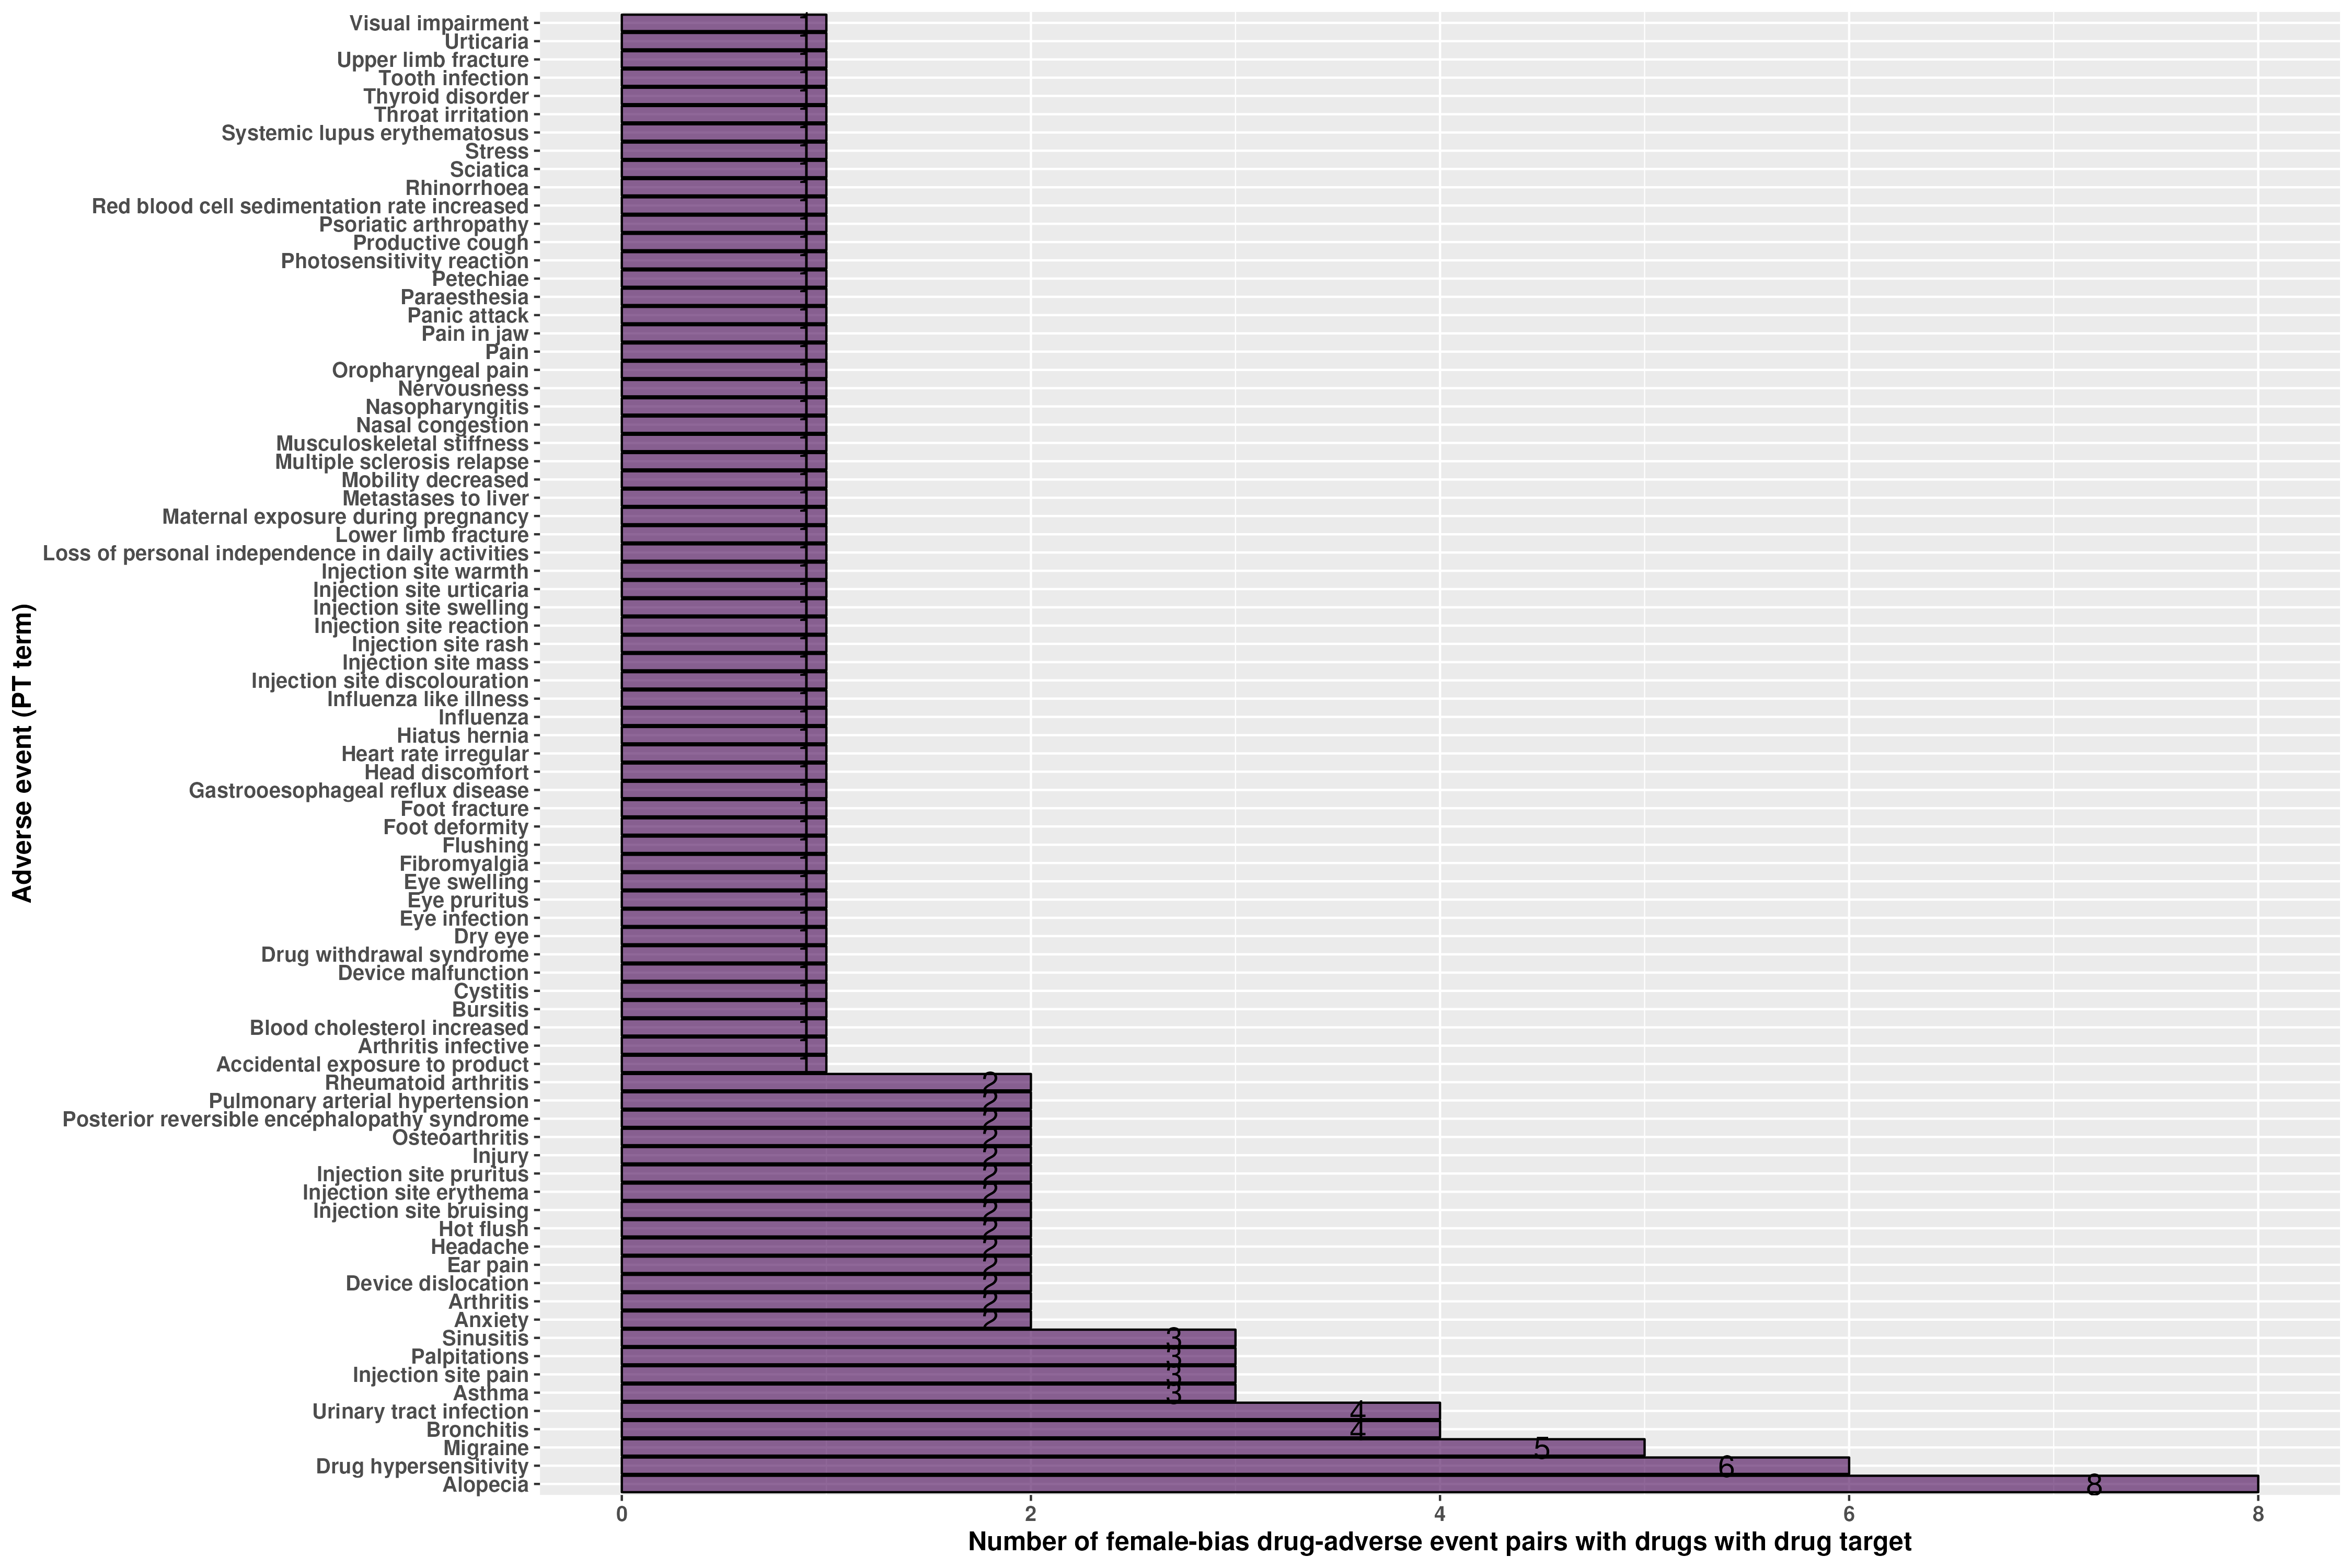 Visual impairment
Urticaria
Upper limb fracture
Tooth infection
Thyroid disorder
Throat irritation
Systemic lupus erythematosus
Stress
Sciatica
Rhinorrhoea
Red blood cell sedimentation rate increased
Psoriatic arthropathy
Productive cough
Photosensitivity reaction
Petechiae
Paraesthesia
Panic attack
Pain in jaw
Pain
Oropharyngeal pain
Nervousness
Nasopharyngitis
Nasal congestion
Musculoskeletal stiffness
Multiple sclerosis relapse
Mobility decreased
Metastases to liver
Maternal exposure during pregnancy
Lower limb fracture
Loss of personal independence in daily activities
Injection site warmth
Injection site urticaria
Injection site swelling
Injection site reaction
Injection site rash
Injection site mass
Injection site discolouration
Influenza like illness
Influenza
Hiatus hernia
Heart rate irregular
Head discomfort
Gastrooesophageal reflux disease
Foot fracture
Foot deformity
Flushing
Fibromyalgia
Eye swelling
Eye pruritus
Eye infection
Dry eye
Drug withdrawal syndrome
Device malfunction
Cystitis
Bursitis
Blood cholesterol increased
Arthritis infective
Accidental exposure to product
Rheumatoid arthritis 2
Pulmonary arterial hypertension 2
Posterior reversible encephalopathy syndrome 2
Osteoarthritis 2
Injury 2
Injection site pruritus 2
Injection site erythema 2
Injection site bruising 2
Hot flush 2
Headache 2
Ear pain 2
Device dislocation 2
Arthritis 2
Anxiety 2
Sinusitis 3
Palpitations 3
Injection site pain 3
Asthma 3
Urinary tract infection 4
Bronchitis 4
Migraine 5
Drug hypersensitivity 6
Alopecia 8
0 2 4 6 8
Number of female-bias drug-adverse event pairs with drugs with drug target
Adverse event (PT term)